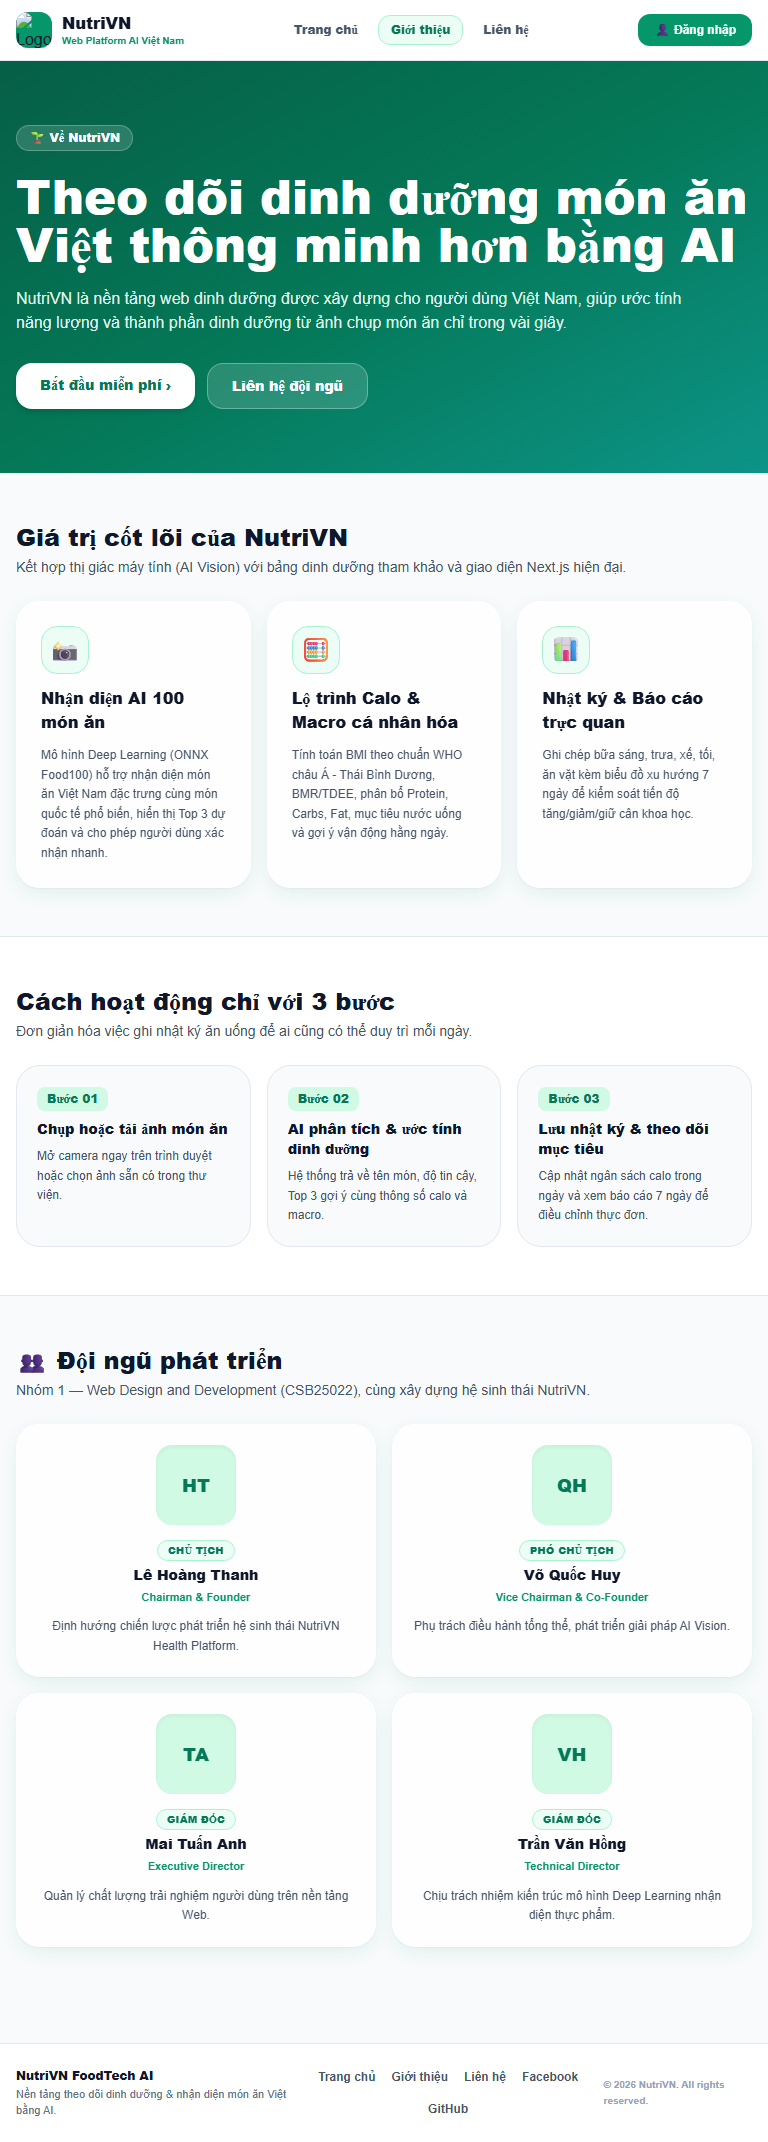 Logo
NutriVN
Web Platform AI Việt Nam
Trang chủ
Giới thiệu
Liên hệ
Đăng nhập
Về NutriVN
Theo dõi dinh dưỡng món ăn
Việt thông minh hơn bằng AI
NutriVN là nền tảng web dinh dưỡng được xây dựng cho người dùng Việt Nam, giúp ước tính
năng lượng và thành phần dinh dưỡng từ ảnh chụp món ăn chỉ trong vài giây.
Bắt đầu miễn phí ›
Liên hệ đội ngũ
Giá trị cốt lõi của NutriVN
Kết hợp thị giác máy tính (AI Vision) với bảng dinh dưỡng tham khảo và giao diện Next.js hiện đại.
Nhận diện AI 100
món ăn
Mô hình Deep Learning (ONNX
Food100) hỗ trợ nhận diện món
ăn Việt Nam đặc trưng cùng món
quốc tế phổ biến, hiển thị Top 3 dự
đoán và cho phép người dùng xác
nhận nhanh.
Lộ trình Calo &
Macro cá nhân hóa
Tính toán BMI theo chuẩn WHO
châu Á - Thái Bình Dương,
BMR/TDEE, phân bổ Protein,
Carbs, Fat, mục tiêu nước uống
và gợi ý vận động hằng ngày.
Nhật ký & Báo cáo
trực quan
Ghi chép bữa sáng, trưa, xế, tối,
ăn vặt kèm biểu đồ xu hướng 7
ngày để kiểm soát tiến độ
tăng/giảm/giữ cân khoa học.
Cách hoạt động chỉ với 3 bước
Đơn giản hóa việc ghi nhật ký ăn uống để ai cũng có thể duy trì mỗi ngày.
Bước 01
Chụp hoặc tải ảnh món ăn
Mở camera ngay trên trình duyệt
hoặc chọn ảnh sẵn có trong thư
viện.
Bước 02
AI phân tích & ước tính
dinh dưỡng
Hệ thống trả về tên món, độ tin cậy,
Top 3 gợi ý cùng thông số calo và
macro.
Bước 03
Lưu nhật ký & theo dõi
mục tiêu
Cập nhật ngân sách calo trong
ngày và xem báo cáo 7 ngày để
điều chỉnh thực đơn.
Đội ngũ phát triển
Nhóm 1 — Web Design and Development (CSB25022), cùng xây dựng hệ sinh thái NutriVN.
HT
CHỦ TỊCH
Lê Hoàng Thanh
Chairman & Founder
Định hướng chiến lược phát triển hệ sinh thái NutriVN
Health Platform.
QH
PHÓ CHỦ TỊCH
Võ Quốc Huy
Vice Chairman & Co-Founder
Phụ trách điều hành tổng thể, phát triển giải pháp AI Vision.
TA
GIÁM ĐỐC
Mai Tuấn Anh
Executive Director
Quản lý chất lượng trải nghiệm người dùng trên nền tảng
Web.
VH
GIÁM ĐỐC
Trần Văn Hồng
Technical Director
Chịu trách nhiệm kiến trúc mô hình Deep Learning nhận
diện thực phẩm.
NutriVN FoodTech AI
Nền tảng theo dõi dinh dưỡng & nhận diện món ăn Việt
bằng AI.
Trang chủ
Giới thiệu
Liên hệ
Facebook
GitHub
© 2026 NutriVN. All rights
reserved.